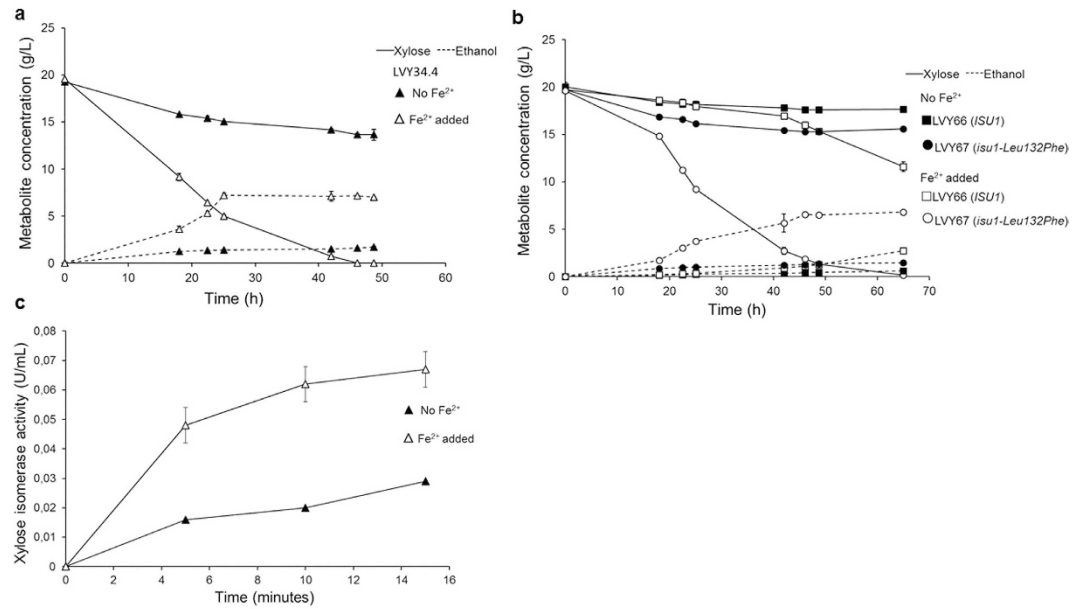 a
Metabolite concentration (g/L)
25
20
15
10
5
0
0 10 20 30 40 50 60
Time (h)
Xylose Ethanol
LVY34.4
No Fe²⁺
Fe²⁺ added
b
Metabolite concentration (g/L)
25
20
15
10
5
0
0 10 20 30 40 50 60 70
Time (h)
Xylose Ethanol
No Fe²⁺
LVY66 (ISU1)
LVY67 (isu1-Leu132Phe)
Fe²⁺ added
LVY66 (ISU1)
LVY67 (isu1-Leu132Phe)
c
Xylose isomerase activity (U/mL)
0,08
0,07
0,06
0,05
0,04
0,03
0,02
0,01
0,00
0 2 4 6 8 10 12 14 16
Time (minutes)
No Fe²⁺
Fe²⁺ added